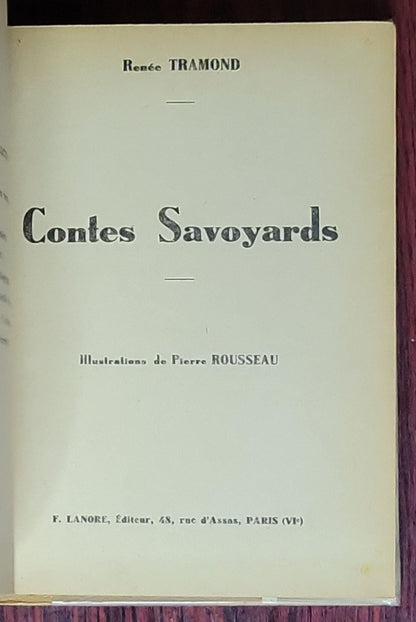 Renée TRAMOND
Contes Savoyards
Illustrations de Pierre ROUSSEAU
F. LANORE, Éditeur, 48, rue d'Assas, PARIS (VIᵉ)